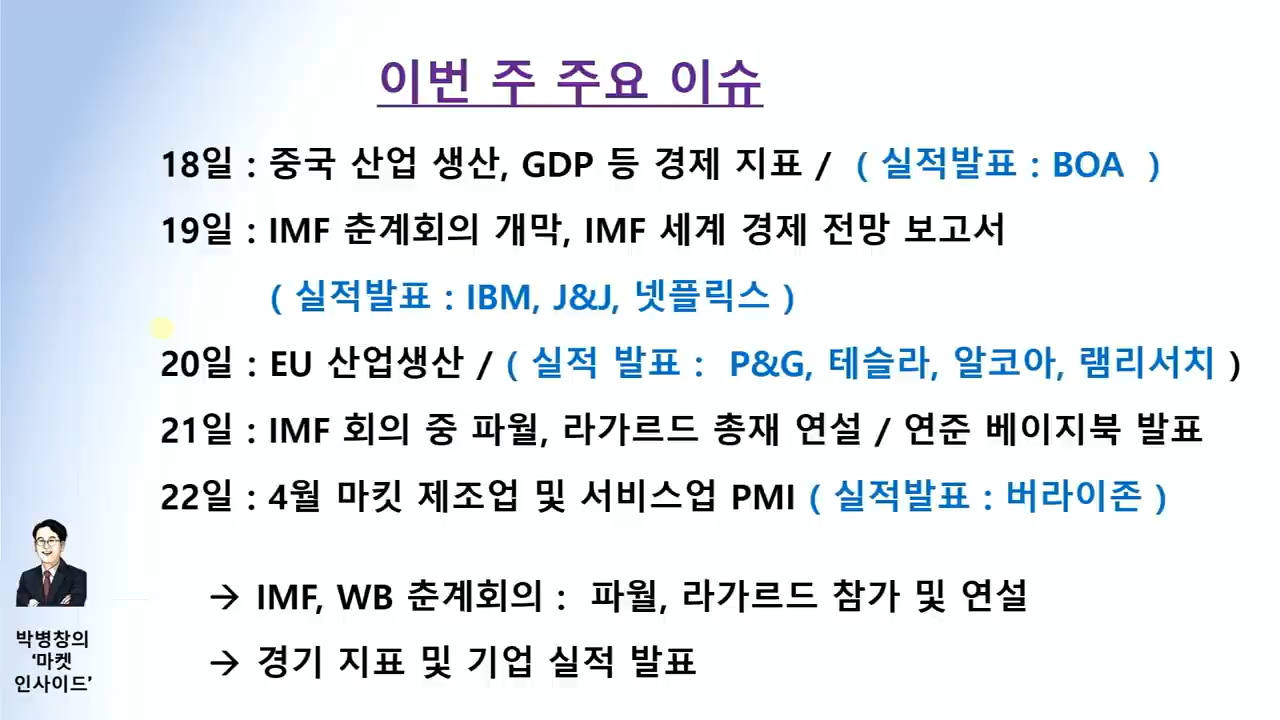 이번 주 주요 이슈
18일 : 중국 산업 생산, GDP 등 경제 지표 / ( 실적발표 : BOA )
19일 : IMF 춘계회의 개막, IMF 세계 경제 전망 보고서
( 실적발표 : IBM, J&J, 넷플릭스 )
20일 : EU 산업생산 / ( 실적 발표 : P&G, 테슬라, 알코아, 램리서치 )
21일 : IMF 회의 중 파월, 라가르드 총재 연설 / 연준 베이지북 발표
22일 : 4월 마킷 제조업 및 서비스업 PMI ( 실적발표 : 버라이존 )
→ IMF, WB 춘계회의 : 파월, 라가르드 참가 및 연설
→ 경기 지표 및 기업 실적 발표
박병창의
‘마켓
인사이드’